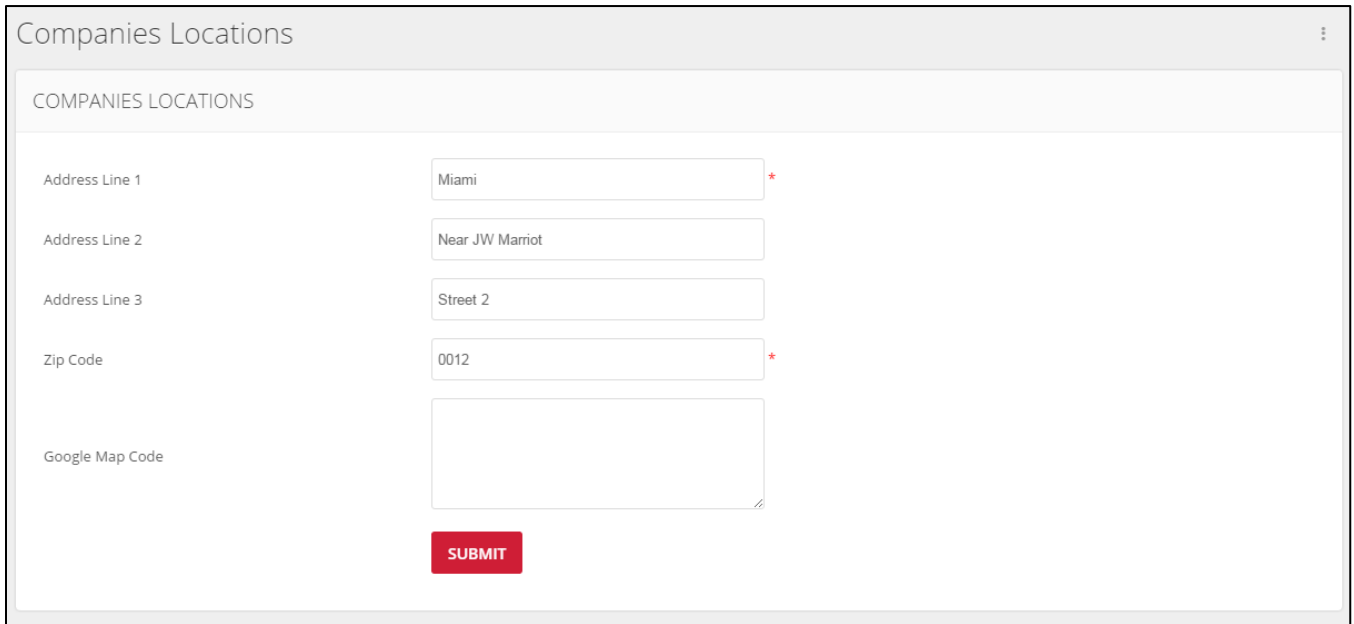 Companies Locations
COMPANIES LOCATIONS
Address Line 1 Miami *
Address Line 2 Near JW Marriot
Address Line 3 Street 2
Zip Code 0012 *
Google Map Code
SUBMIT